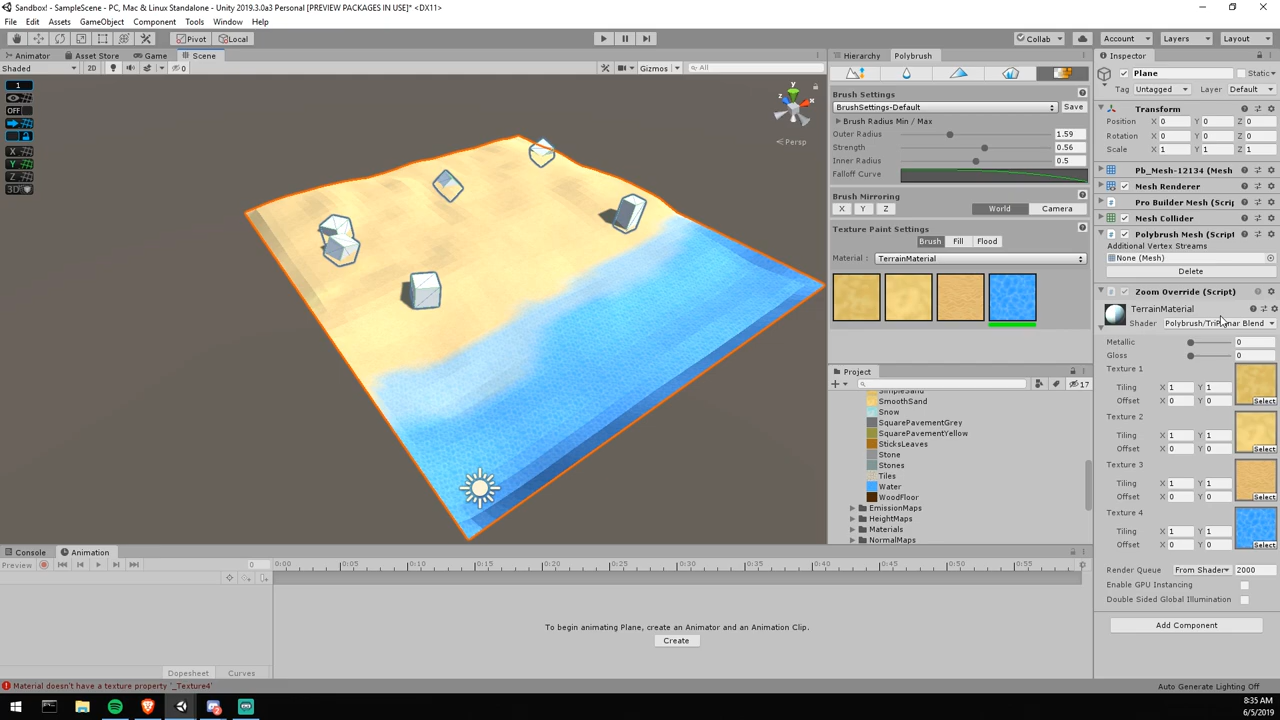 Sandbox! - SampleScene - PC, Mac & Linux Standalone - Unity 2019.3.0a3 Personal [PREVIEW PACKAGES IN USE]* <DX11>
File Edit Assets GameObject Component Tools Window Help
Pivot Local Collab Account Layers Layout
Animator Asset Store Game Scene
Shaded 2D 0 Gizmos All
1
OFF
X
Y
Z
3D
y
z x
Persp
Hierarchy Polybrush
Brush Settings
BrushSettings-Default Save
Brush Radius Min / Max
Outer Radius 1.59
Strength 0.56
Inner Radius 0.5
Falloff Curve
Brush Mirroring
X Y Z World Camera
Texture Paint Settings
Brush Fill Flood
Material : TerrainMaterial
Project
17
SimpleSand
SmoothSand
Snow
SquarePavementGrey
SquarePavementYellow
SticksLeaves
Stone
Stones
Tiles
Water
WoodFloor
EmissionMaps
HeightMaps
Materials
NormalMaps
Inspector
Plane Static
Tag Untagged Layer Default
Transform
Position X 0 Y 0 Z 0
Rotation X 0 Y 0 Z 0
Scale X 1 Y 1 Z 1
Pb_Mesh-12134 (Mesh
Mesh Renderer
Pro Builder Mesh (Scrip
Mesh Collider
Polybrush Mesh (Script
Additional Vertex Streams
None (Mesh)
Delete
Zoom Override (Script)
TerrainMaterial
Shader Polybrush/TriPlanar Blend
Metallic 0
Gloss 0
Texture 1
Tiling X 1 Y 1
Offset X 0 Y 0 Select
Texture 2
Tiling X 1 Y 1
Offset X 0 Y 0 Select
Texture 3
Tiling X 1 Y 1
Offset X 0 Y 0 Select
Texture 4
Tiling X 1 Y 1
Offset X 0 Y 0 Select
Render Queue From Shader 2000
Enable GPU Instancing
Double Sided Global Illumination
Add Component
Console Animation
Preview 0
0:00 0:05 0:10 0:15 0:20 0:25 0:30 0:35 0:40 0:45 0:50 0:55
To begin animating Plane, create an Animator and an Animation Clip.
Create
Dopesheet Curves
Material doesn't have a texture property '_Texture4'
Auto Generate Lighting Off
8:35 AM
6/5/2019